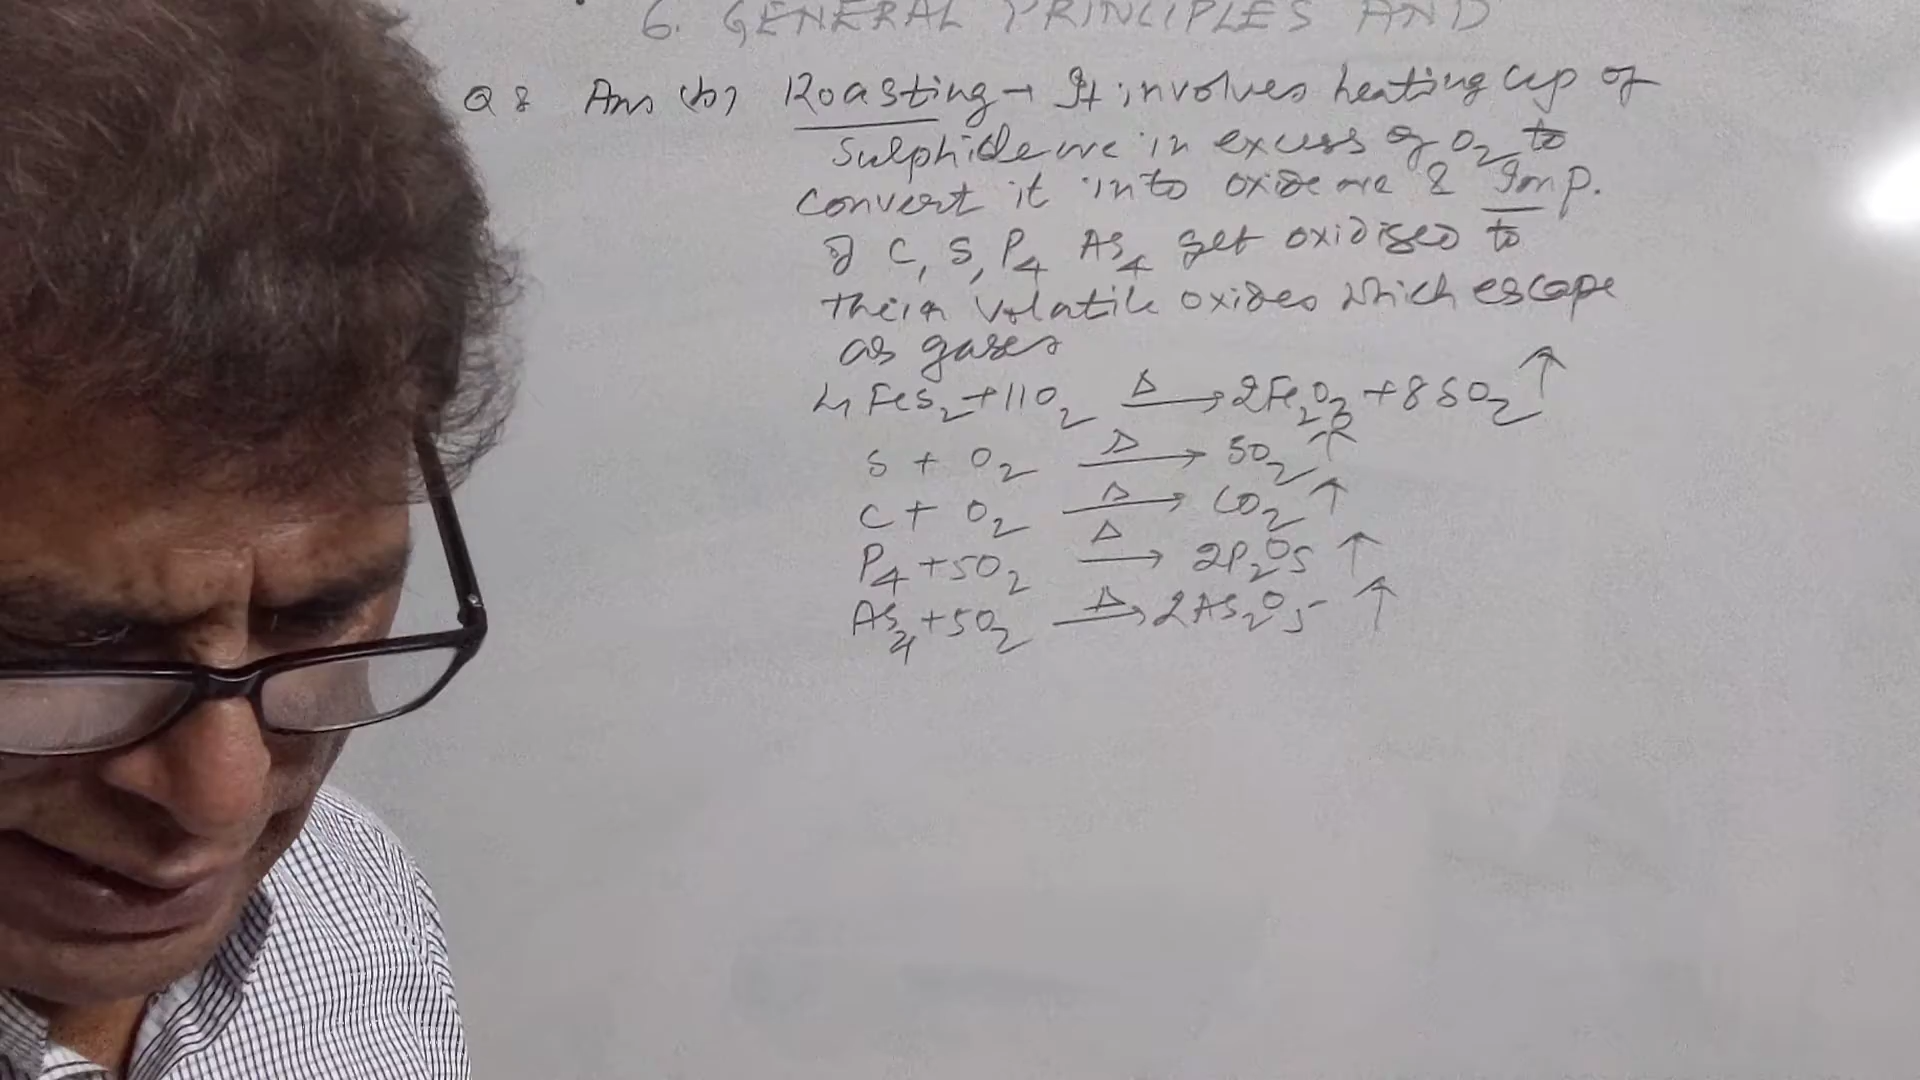 6. GENERAL PRINCIPLES AND
Q 8 Ans (b) Roasting → It involves heating up of
sulphide ore in excess of O₂ to
convert it into oxide ore & Imp.
of C, S, P₄ As₄ get oxidised to
their volatile oxides which escape
as gases
4FeS₂ + 11O₂ Δ→ 2Fe₂O₃ + 8SO₂ ↑
S + O₂ Δ→ SO₂ ↑
C + O₂ Δ→ CO₂ ↑
P₄ + 5O₂ Δ→ 2P₂O₅ ↑
As₄ + 5O₂ Δ→ 2As₂O₅ ↑